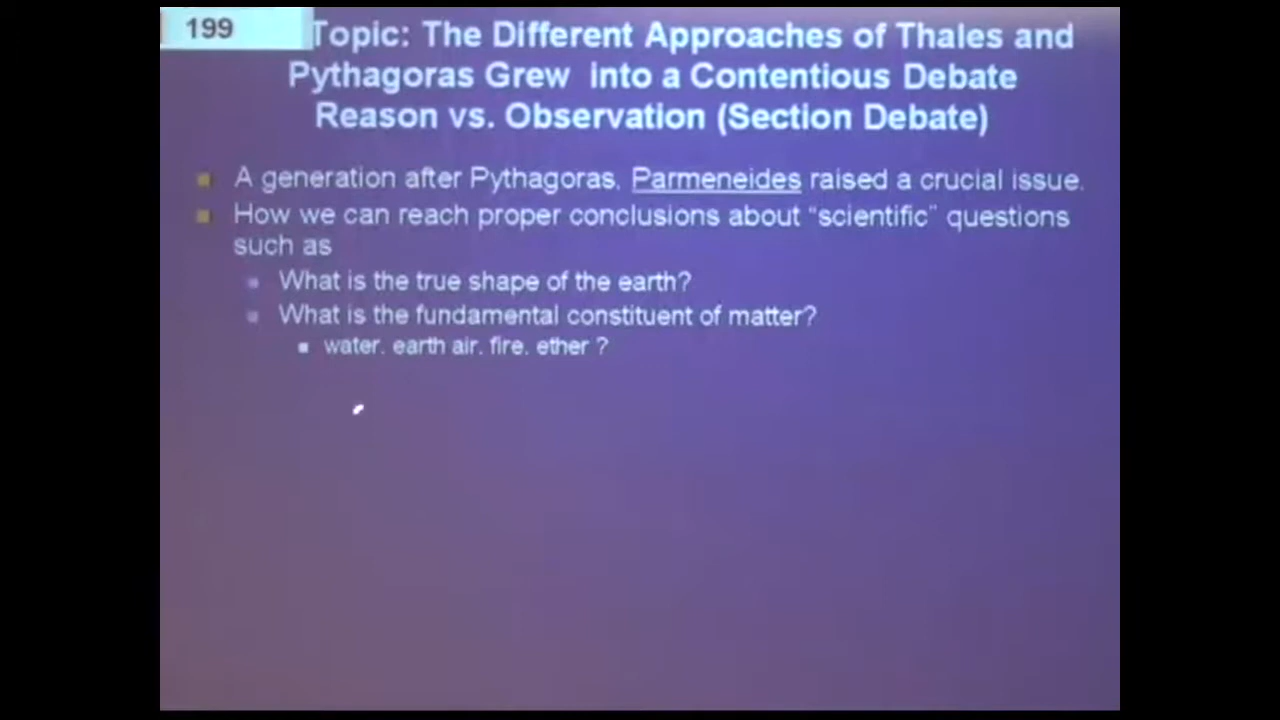 199
Topic: The Different Approaches of Thales and
Pythagoras Grew into a Contentious Debate
Reason vs. Observation (Section Debate)
A generation after Pythagoras, Parmeneides raised a crucial issue.
How we can reach proper conclusions about "scientific" questions
such as
What is the true shape of the earth?
What is the fundamental constituent of matter?
water, earth air, fire, ether ?